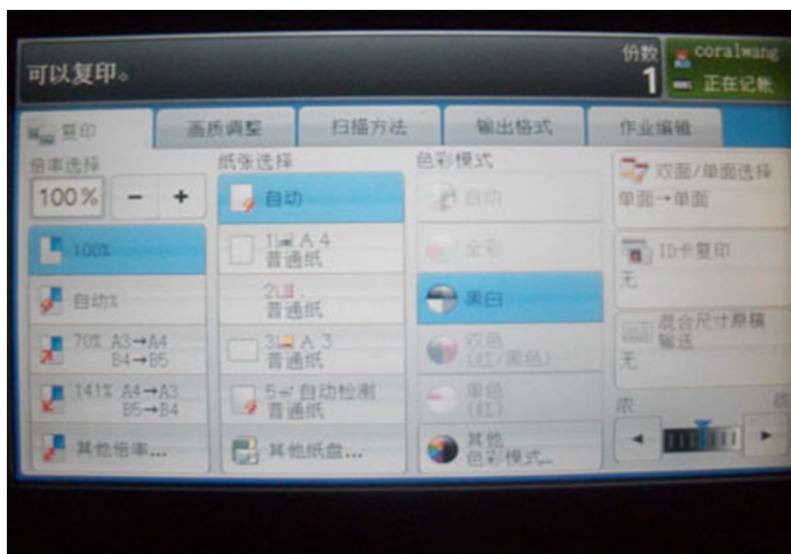 可以复印。
份数
1
coralwang
正在记帐
复印
画质调整
扫描方法
输出格式
作业编辑
倍率选择
100%
-
+
100%
自动%
70% A3→A4
B4→B5
141% A4→A3
B5→B4
其他倍率...
纸张选择
自动
1 A 4
普通纸
2
普通纸
3 A 3
普通纸
5 自动检测
普通纸
其他纸盘...
色彩模式
自动
全彩
黑白
双色
(红/黑色)
单色
(红)
其他
色彩模式...
双面/单面选择
单面→单面
ID卡复印
无
混合尺寸原稿
输送
无
浓